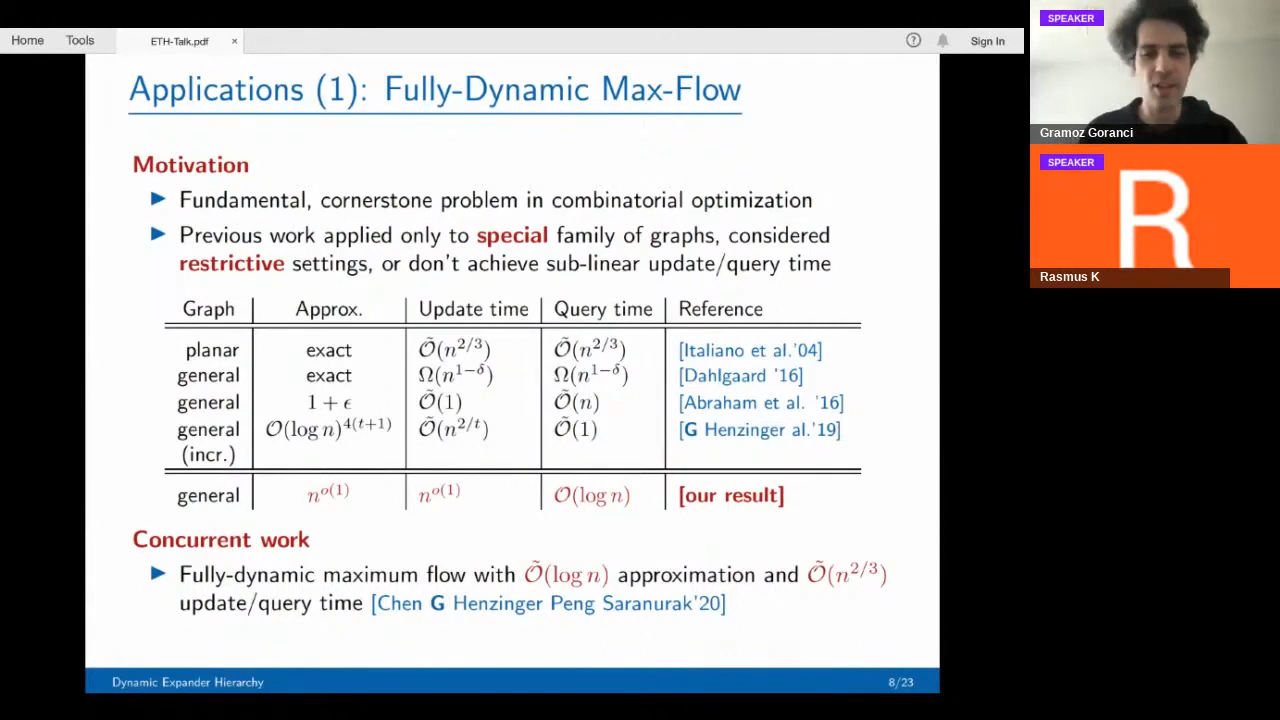 Home Tools ETH-Talk.pdf × ? Sign In
SPEAKER
Gramoz Goranci
SPEAKER
R
Rasmus K
Applications (1): Fully-Dynamic Max-Flow
Motivation
▶ Fundamental, cornerstone problem in combinatorial optimization
▶ Previous work applied only to special family of graphs, considered
restrictive settings, or don't achieve sub-linear update/query time
Graph Approx. Update time Query time Reference
planar exact Õ(n^{2/3}) Õ(n^{2/3}) [Italiano et al.'04]
general exact Ω(n^{1−δ}) Ω(n^{1−δ}) [Dahlgaard '16]
general 1 + ϵ Õ(1) Õ(n) [Abraham et al. '16]
general O(log n)^{4(t+1)} Õ(n^{2/t}) Õ(1) [G Henzinger al.'19]
(incr.)
general n^{o(1)} n^{o(1)} O(log n) [our result]
Concurrent work
▶ Fully-dynamic maximum flow with Õ(log n) approximation and Õ(n^{2/3})
update/query time [Chen G Henzinger Peng Saranurak'20]
Dynamic Expander Hierarchy 8/23